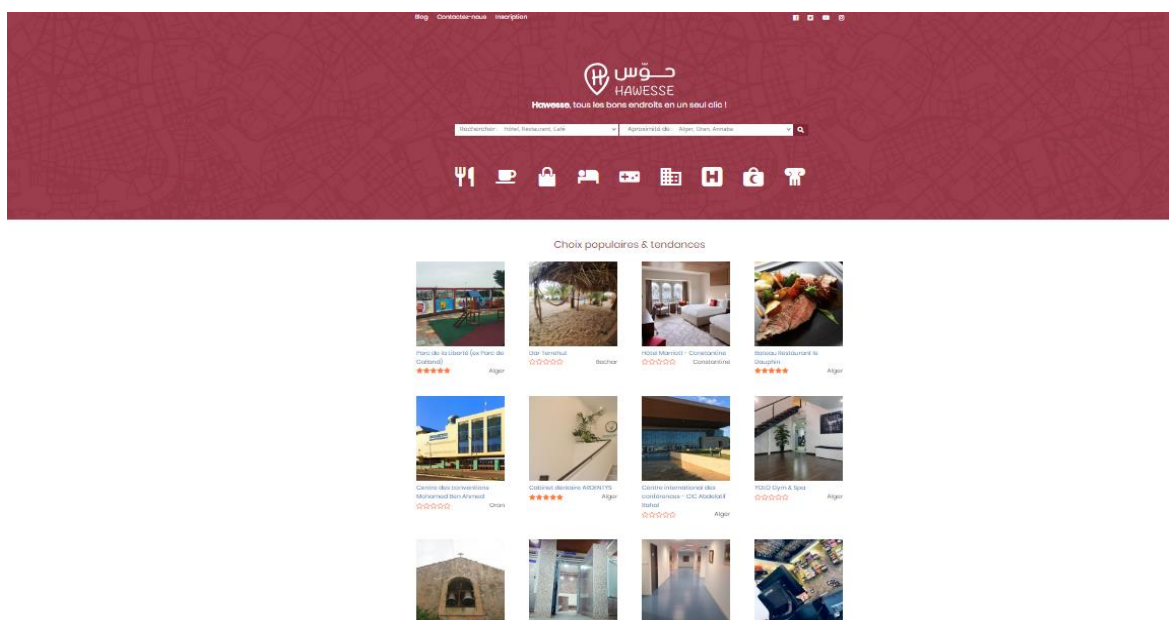 Blog Contactez-nous Inscription
حـوّس
HAWESSE
Hawesse, tous les bons endroits en un seul clic !
Rechercher : Hôtel, Restaurant, Café
Aproximité de : Alger, Oran, Annaba
Choix populaires & tendances
Parc de la Liberté (ex Parc de
Galland)
Alger
Dar Temchut
Bechar
Hôtel Marriott - Constantine
Constantine
Bateau Restaurant le
Dauphin
Alger
Centre des conventions
Mohamed Ben Ahmed
Oran
Cabinet dentaire ARDENTYS
Alger
Centre international des
conférences - CIC Abdelatif
Rahal
Alger
YOLO Gym & Spa
Alger